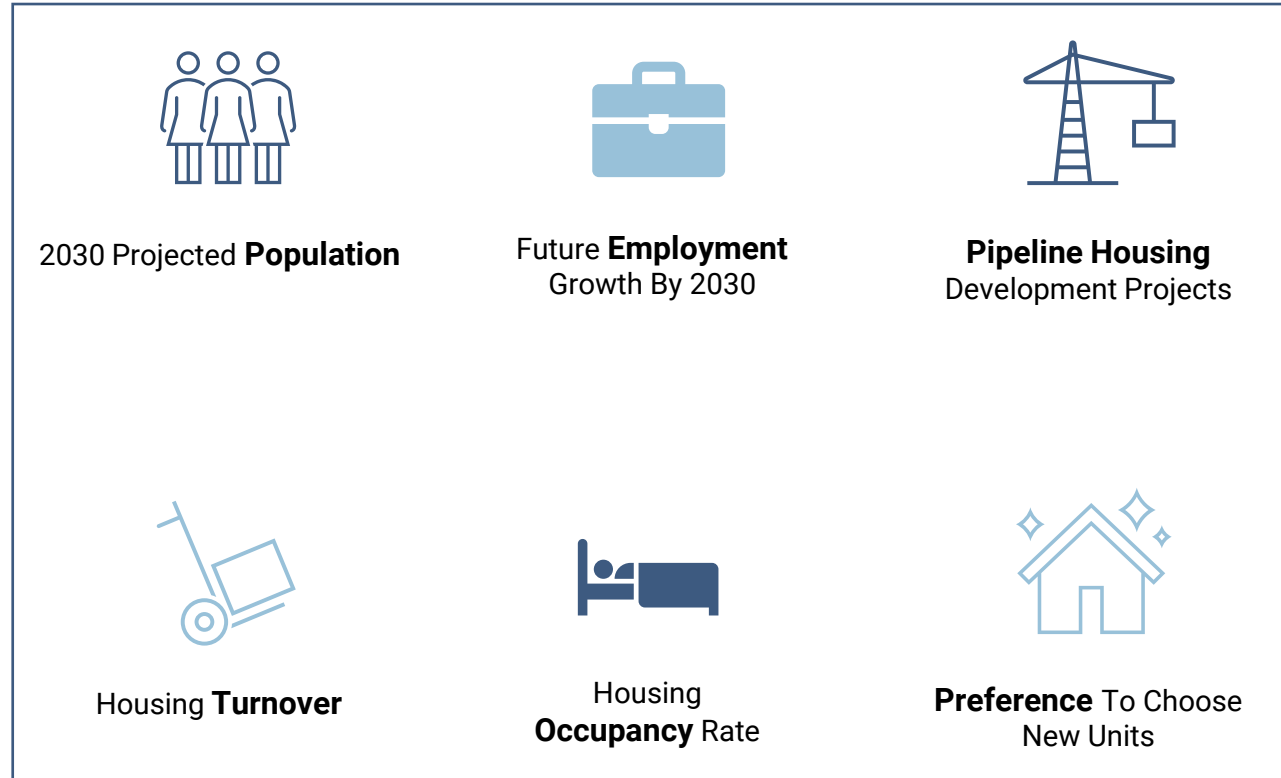 2030 Projected Population
Future Employment
Growth By 2030
Pipeline Housing
Development Projects
Housing Turnover
Housing
Occupancy Rate
Preference To Choose
New Units